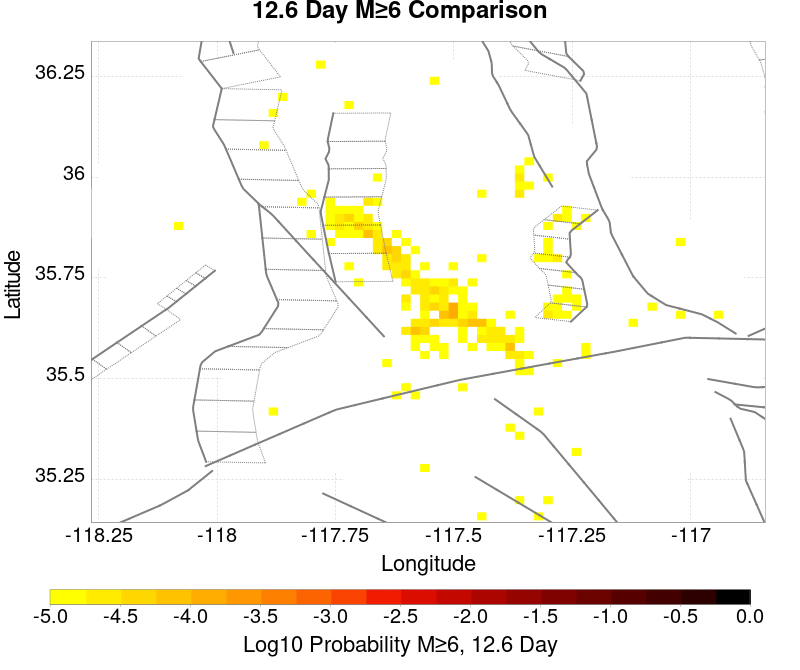 12.6 Day M≥6 Comparison
36.25
36
35.75
35.5
35.25
Latitude
-118.25 -118 -117.75 -117.5 -117.25 -117
Longitude
-5.0 -4.5 -4.0 -3.5 -3.0 -2.5 -2.0 -1.5 -1.0 -0.5 0.0
Log10 Probability M≥6, 12.6 Day